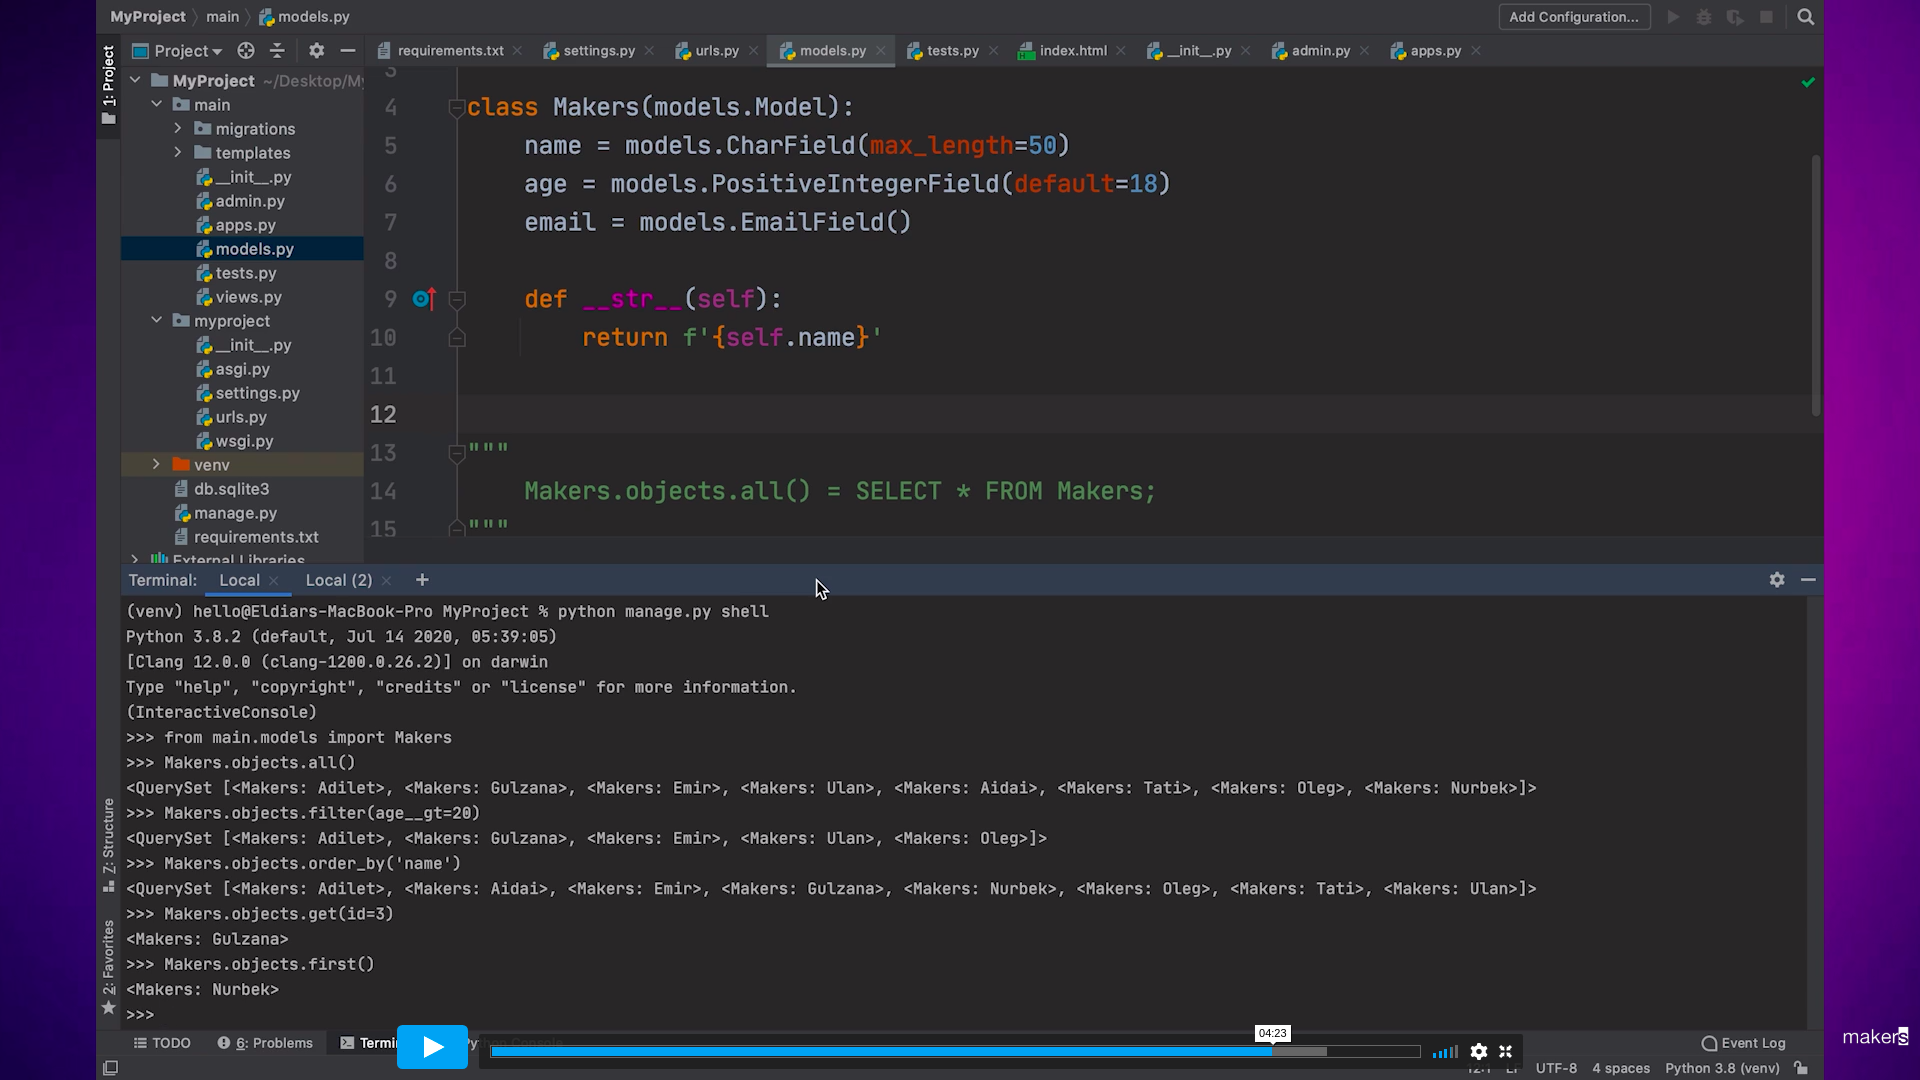 MyProject main models.py Add Configuration...
1: Project
Project requirements.txt settings.py urls.py models.py tests.py index.html __init__.py admin.py apps.py
MyProject ~/Desktop/My
main
migrations
templates
__init__.py
admin.py
apps.py
models.py
tests.py
views.py
myproject
__init__.py
asgi.py
settings.py
urls.py
wsgi.py
venv
db.sqlite3
manage.py
requirements.txt
External Libraries
3
4 class Makers(models.Model):
5 name = models.CharField(max_length=50)
6 age = models.PositiveIntegerField(default=18)
7 email = models.EmailField()
8
9 def __str__(self):
10 return f'{self.name}'
11
12
13 """
14 Makers.objects.all() = SELECT * FROM Makers;
15 """
Terminal: Local Local (2) +
(venv) hello@Eldiars-MacBook-Pro MyProject % python manage.py shell
Python 3.8.2 (default, Jul 14 2020, 05:39:05)
[Clang 12.0.0 (clang-1200.0.26.2)] on darwin
Type "help", "copyright", "credits" or "license" for more information.
(InteractiveConsole)
>>> from main.models import Makers
>>> Makers.objects.all()
<QuerySet [<Makers: Adilet>, <Makers: Gulzana>, <Makers: Emir>, <Makers: Ulan>, <Makers: Aidai>, <Makers: Tati>, <Makers: Oleg>, <Makers: Nurbek>]>
>>> Makers.objects.filter(age__gt=20)
<QuerySet [<Makers: Adilet>, <Makers: Gulzana>, <Makers: Emir>, <Makers: Ulan>, <Makers: Oleg>]>
>>> Makers.objects.order_by('name')
<QuerySet [<Makers: Adilet>, <Makers: Aidai>, <Makers: Emir>, <Makers: Gulzana>, <Makers: Nurbek>, <Makers: Oleg>, <Makers: Tati>, <Makers: Ulan>]>
>>> Makers.objects.get(id=3)
<Makers: Gulzana>
>>> Makers.objects.first()
<Makers: Nurbek>
>>>
Z: Structure
2: Favorites
04:23
TODO 6: Problems Termi Python Console Event Log
makers
12:1 LF UTF-8 4 spaces Python 3.8 (venv)